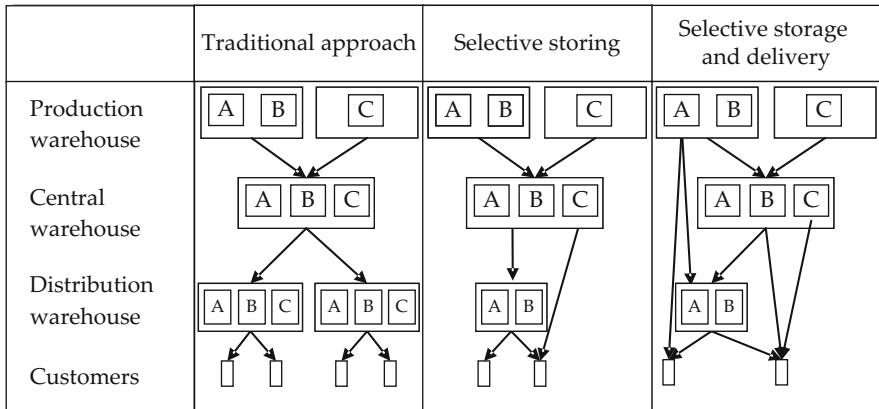 Traditional approach
Selective storing
Selective storage
and delivery
Production
warehouse
A B
C
A B
C
A B
C
Central
warehouse
A B C
A B C
A B C
Distribution
warehouse
A B C
A B C
A B
A B
Customers